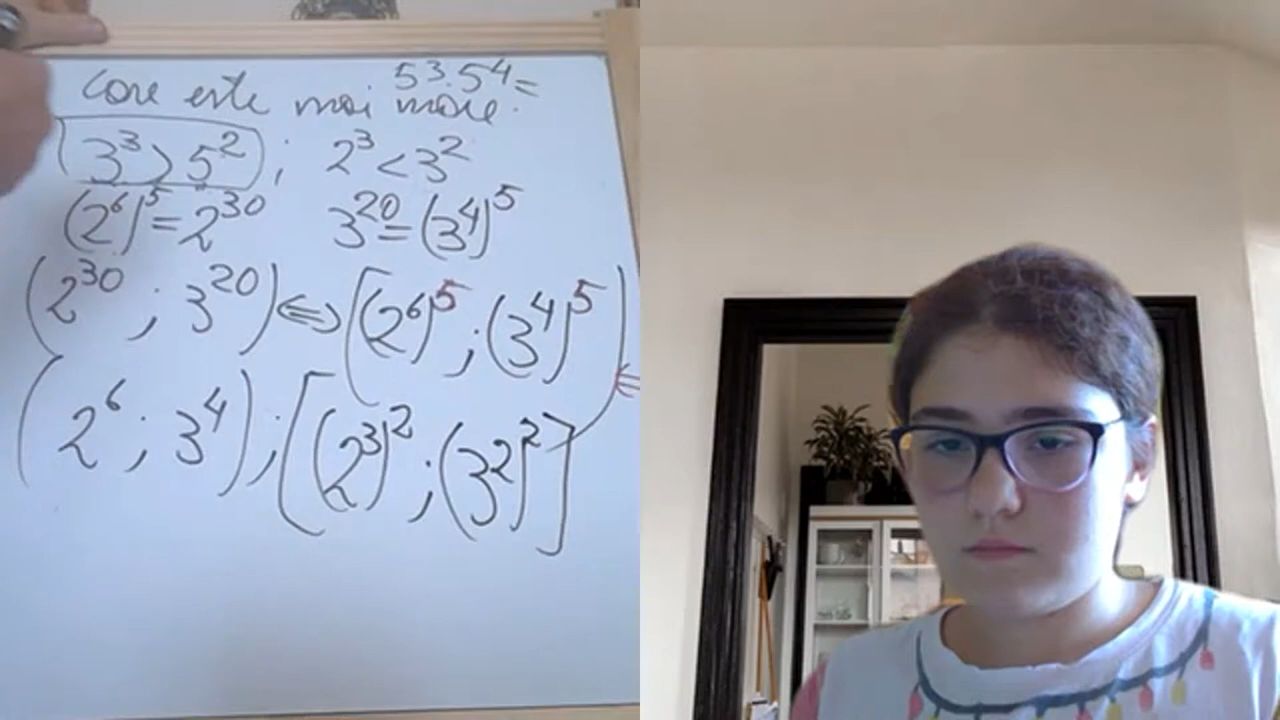 5³·5⁴=
Care este mai mare.
3³ > 5² ; 2³ < 3²
(2⁶)⁵ = 2³⁰ 3²⁰ = (3⁴)⁵
(2³⁰ ; 3²⁰) ⇔ [(2⁶)⁵ ; (3⁴)⁵) ⇐
(2⁶ ; 3⁴) ; [(2³)² ; (3²)²]